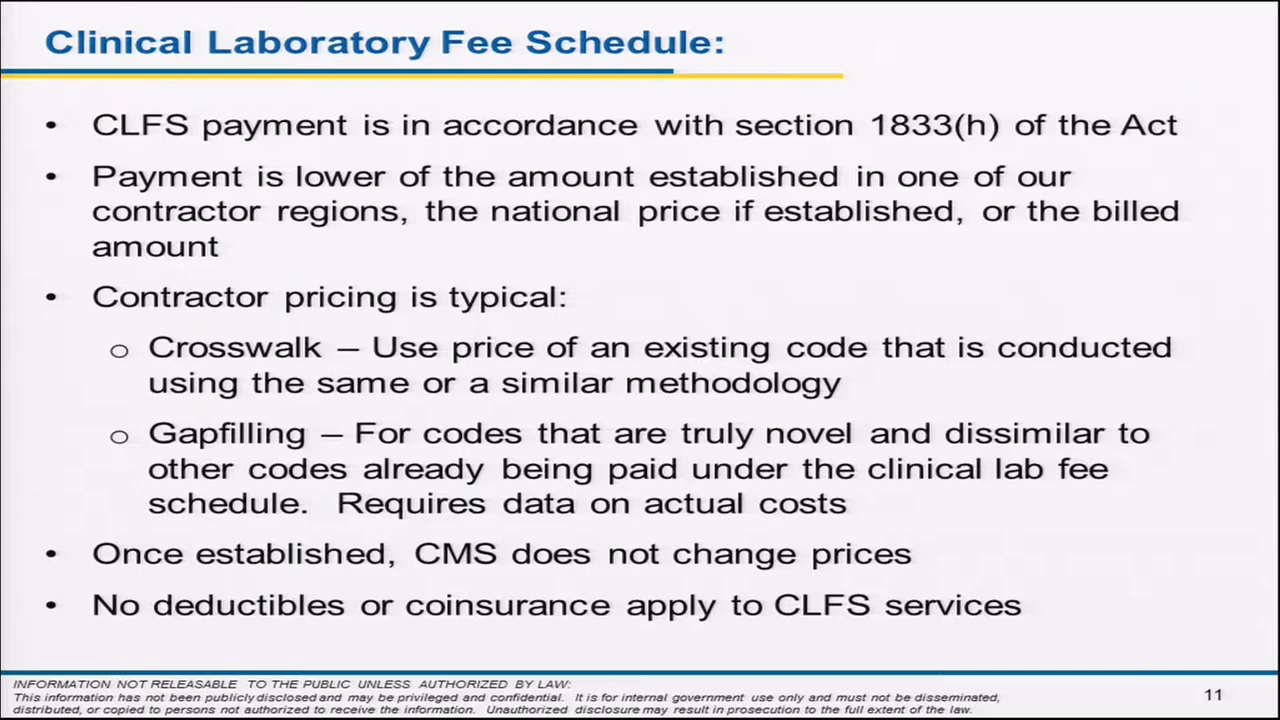 Clinical Laboratory Fee Schedule:
• CLFS payment is in accordance with section 1833(h) of the Act
• Payment is lower of the amount established in one of our
contractor regions, the national price if established, or the billed
amount
• Contractor pricing is typical:
o Crosswalk – Use price of an existing code that is conducted
using the same or a similar methodology
o Gapfilling – For codes that are truly novel and dissimilar to
other codes already being paid under the clinical lab fee
schedule. Requires data on actual costs
• Once established, CMS does not change prices
• No deductibles or coinsurance apply to CLFS services
INFORMATION NOT RELEASABLE TO THE PUBLIC UNLESS AUTHORIZED BY LAW:
This information has not been publicly disclosed and may be privileged and confidential. It is for internal government use only and must not be disseminated,
distributed, or copied to persons not authorized to receive the information. Unauthorized disclosure may result in prosecution to the full extent of the law.
11